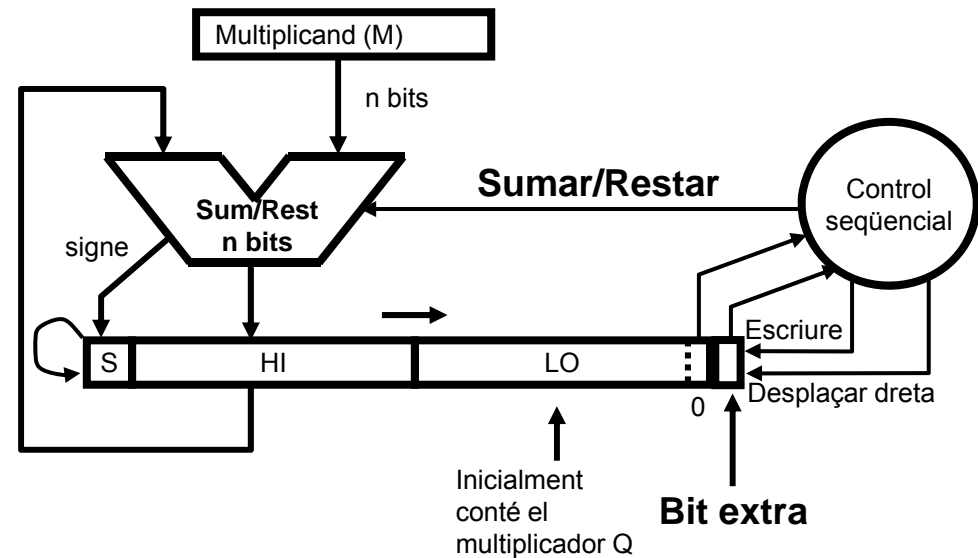 Multiplicand (M)
n bits
Sumar/Restar
Control
seqüencial
Sum/Rest
n bits
signe
Escriure
S
HI
LO
Desplaçar dreta
0
Inicialment
conté el
multiplicador Q
Bit extra